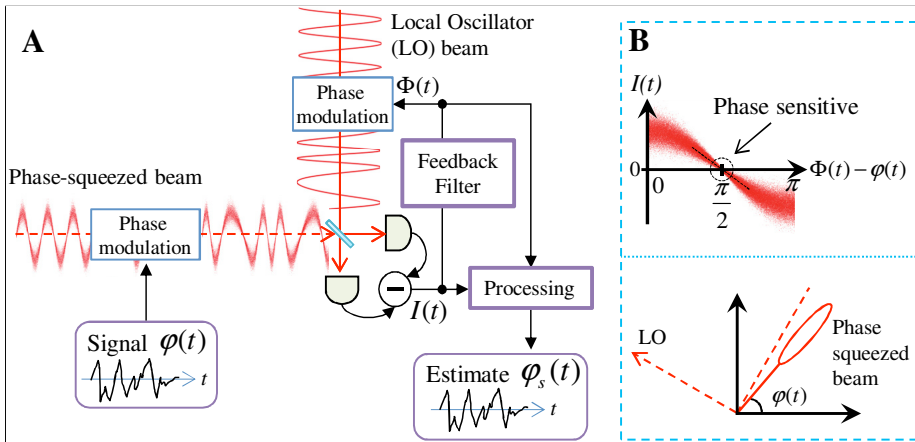 A
Local Oscillator
(LO) beam
Phase
modulation
Φ(t)
Feedback
Filter
Phase-squeezed beam
Phase
modulation
I(t)
Processing
Signal φ(t)
t
Estimate φs(t)
t
B
I(t)
Phase sensitive
0
0
π/2
π
Φ(t) − φ(t)
LO
Phase
squeezed
beam
φ(t)